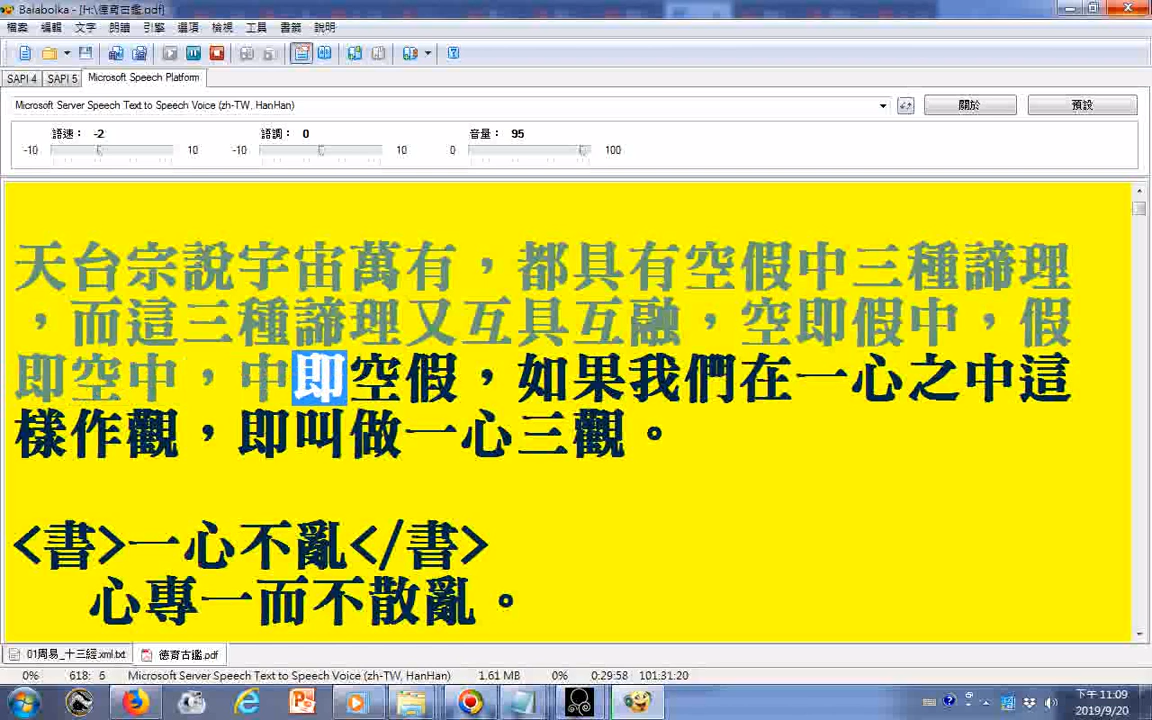 Balabolka - [H:\德育古鑑.pdf]
檔案 編輯 文字 朗讀 引擎 選項 檢視 工具 書籤 說明
SAPI 4 SAPI 5 Microsoft Speech Platform
Microsoft Server Speech Text to Speech Voice (zh-TW, HanHan) 關於 預設
語速: -2 語調: 0 音量: 95
-10 10 -10 10 0 100
天台宗說宇宙萬有，都具有空假中三種諦理
，而這三種諦理又互具互融，空即假中，假
即空中，中即空假，如果我們在一心之中這
樣作觀，即叫做一心三觀。
<書>一心不亂</書>
心專一而不散亂。
01周易_十三經.xml.txt 德育古鑑.pdf
0% 618: 5 Microsoft Server Speech Text to Speech Voice (zh-TW, HanHan) 1.61 MB 0% 0:29:58 101:31:20
下午 11:09
2019/9/20